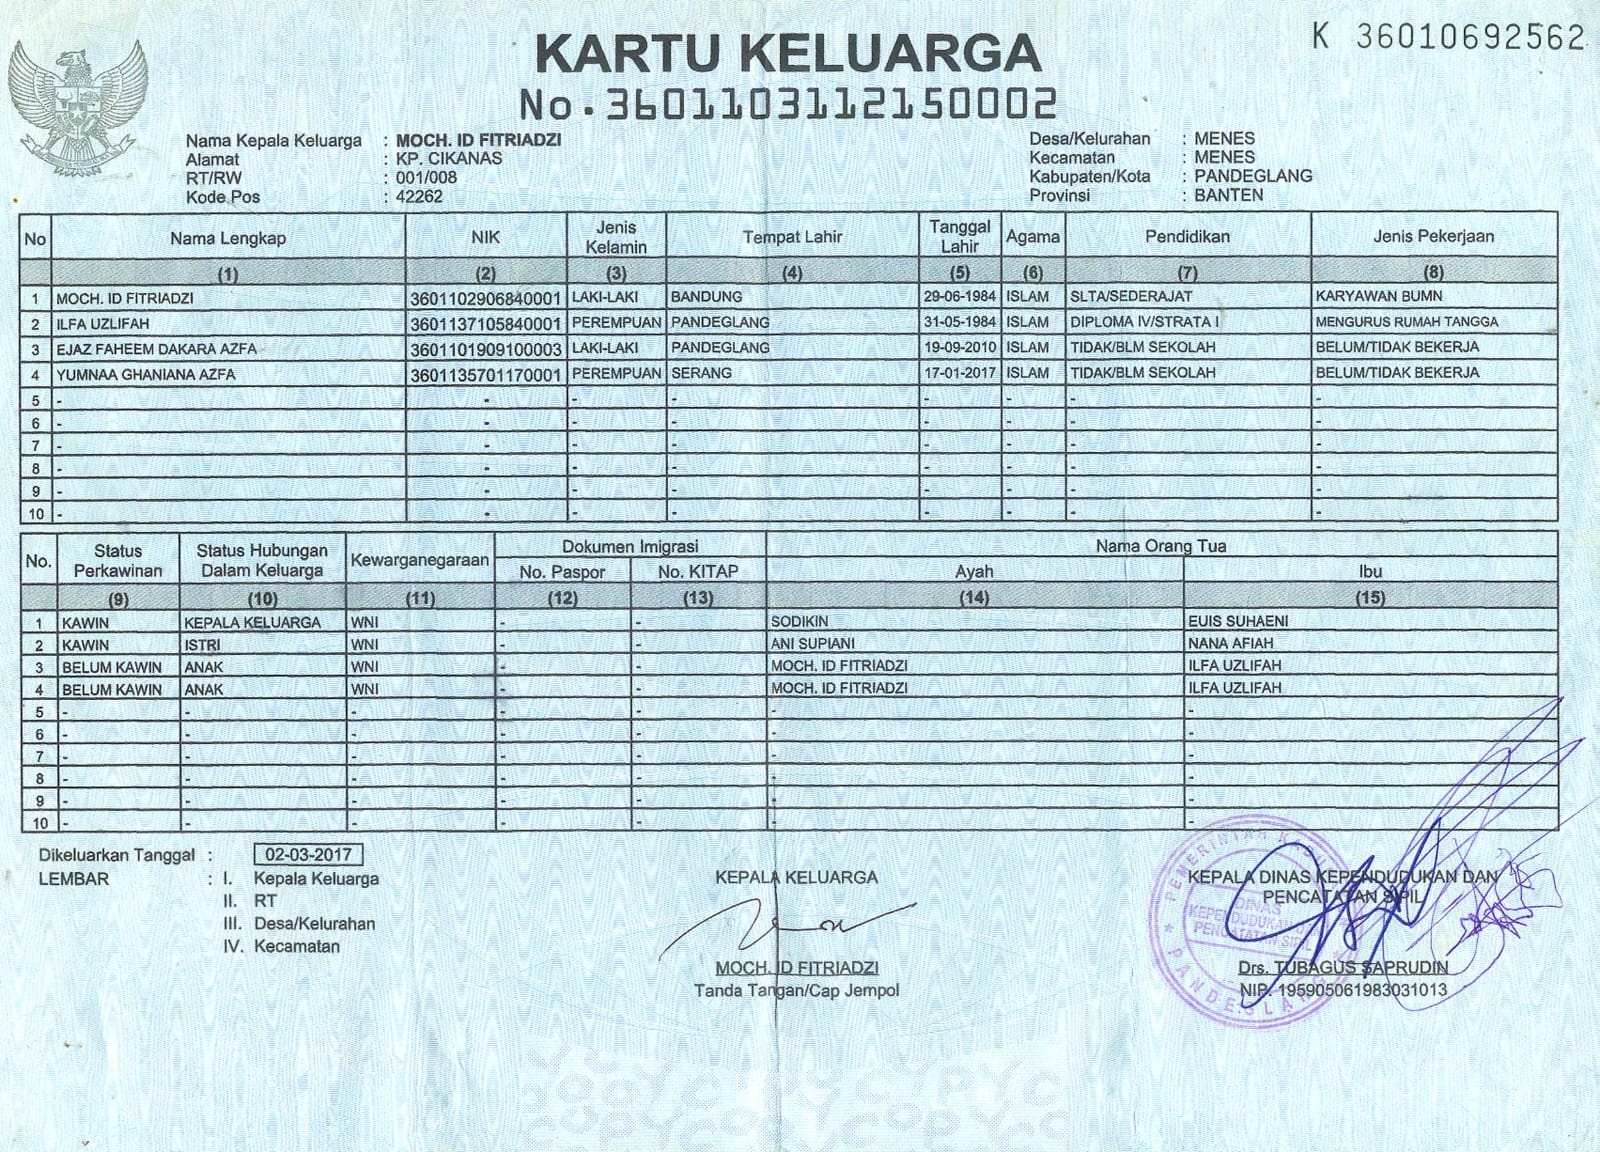 K 36010692562
KARTU KELUARGA
No. 3601103112150002
Nama Kepala Keluarga : MOCH. ID FITRIADZI
Alamat : KP. CIKANAS
RT/RW : 001/008
Kode Pos : 42262
Desa/Kelurahan : MENES
Kecamatan : MENES
Kabupaten/Kota : PANDEGLANG
Provinsi : BANTEN
No Nama Lengkap NIK Jenis Kelamin Tempat Lahir Tanggal Lahir Agama Pendidikan Jenis Pekerjaan
(1) (2) (3) (4) (5) (6) (7) (8)
1 MOCH. ID FITRIADZI 3601102906840001 LAKI-LAKI BANDUNG 29-06-1984 ISLAM SLTA/SEDERAJAT KARYAWAN BUMN
2 ILFA UZLIFAH 3601137105840001 PEREMPUAN PANDEGLANG 31-05-1984 ISLAM DIPLOMA IV/STRATA I MENGURUS RUMAH TANGGA
3 EJAZ FAHEEM DAKARA AZFA 3601101909100003 LAKI-LAKI PANDEGLANG 19-09-2010 ISLAM TIDAK/BLM SEKOLAH BELUM/TIDAK BEKERJA
4 YUMNAA GHANIANA AZFA 3601135701170001 PEREMPUAN SERANG 17-01-2017 ISLAM TIDAK/BLM SEKOLAH BELUM/TIDAK BEKERJA
5 - - - - - - - -
6 - - - - - - - -
7 - - - - - - - -
8 - - - - - - - -
9 - - - - - - - -
10 - - - - - - - -
No. Status Perkawinan Status Hubungan Dalam Keluarga Kewarganegaraan Dokumen Imigrasi Nama Orang Tua
No. Paspor No. KITAP Ayah Ibu
(9) (10) (11) (12) (13) (14) (15)
1 KAWIN KEPALA KELUARGA WNI - - SODIKIN EUIS SUHAENI
2 KAWIN ISTRI WNI - - ANI SUPIANI NANA AFIAH
3 BELUM KAWIN ANAK WNI - - MOCH. ID FITRIADZI ILFA UZLIFAH
4 BELUM KAWIN ANAK WNI - - MOCH. ID FITRIADZI ILFA UZLIFAH
5 - - - - - - -
6 - - - - - - -
7 - - - - - - -
8 - - - - - - -
9 - - - - - - -
10 - - - - - - -
Dikeluarkan Tanggal : 02-03-2017
LEMBAR : I. Kepala Keluarga
II. RT
III. Desa/Kelurahan
IV. Kecamatan
KEPALA KELUARGA
MOCH. ID FITRIADZI
Tanda Tangan/Cap Jempol
KEPALA DINAS KEPENDUDUKAN DAN
PENCATATAN SIPIL
Drs. TUBAGUS SAPRUDIN
NIP. 195905061983031013
PEMERINTAH
DINAS
KEPENDUDUKAN
PENCATATAN SIPIL
PANDEGLANG
COPY